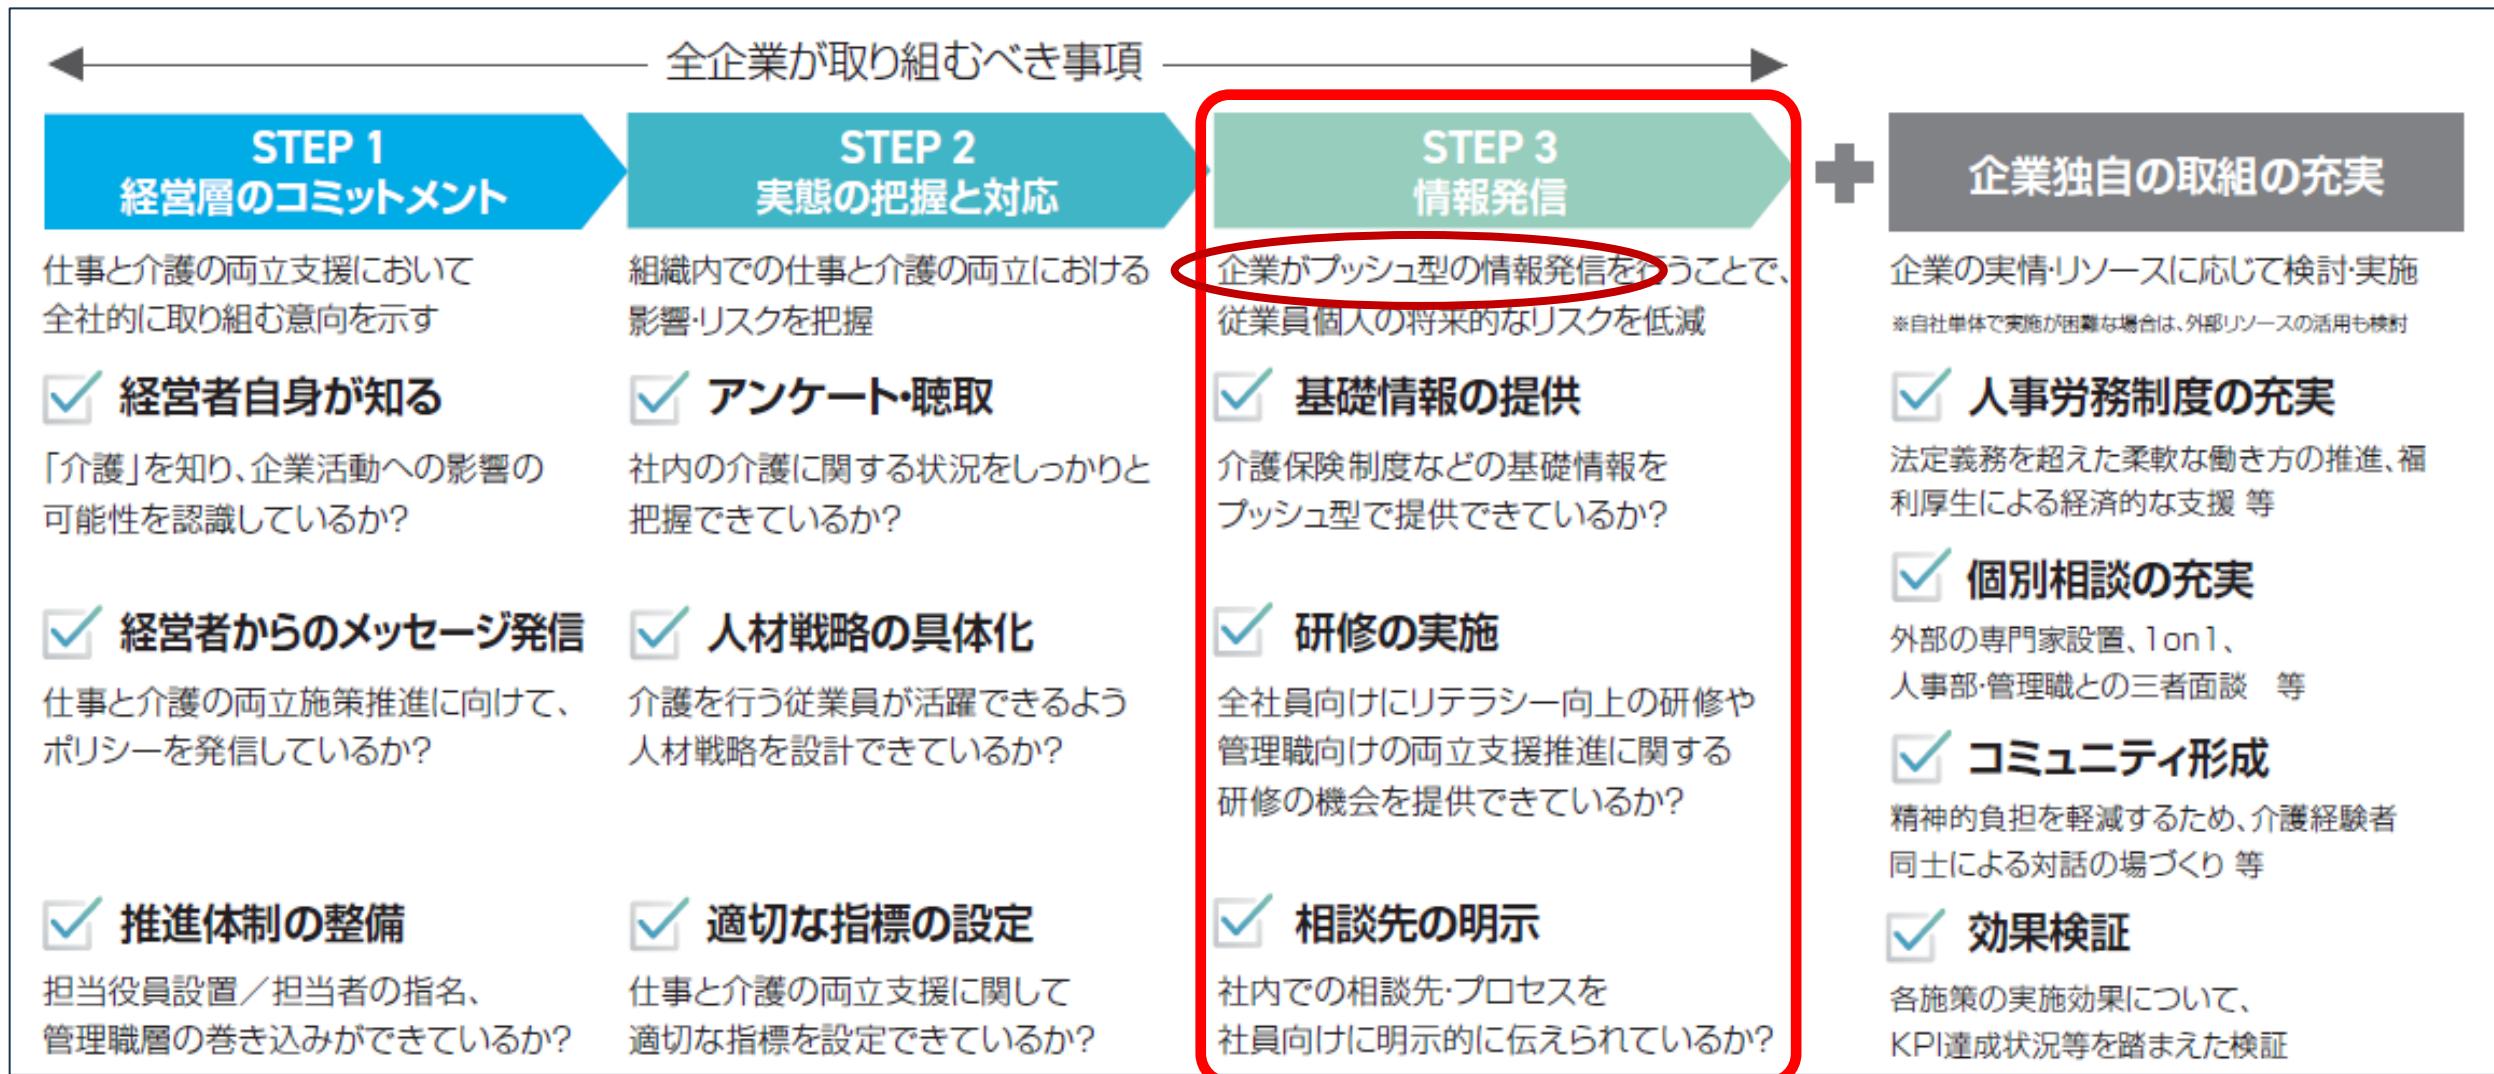 全企業が取り組むべき事項
STEP 1
経営層のコミットメント
仕事と介護の両立支援において
全社的に取り組む意向を示す
経営者自身が知る
「介護」を知り、企業活動への影響の
可能性を認識しているか?
経営者からのメッセージ発信
仕事と介護の両立施策推進に向けて、
ポリシーを発信しているか?
推進体制の整備
担当役員設置／担当者の指名、
管理職層の巻き込みができているか?
STEP 2
実態の把握と対応
組織内での仕事と介護の両立における
影響・リスクを把握
アンケート・聴取
社内の介護に関する状況をしっかりと
把握できているか?
人材戦略の具体化
介護を行う従業員が活躍できるよう
人材戦略を設計できているか?
適切な指標の設定
仕事と介護の両立支援に関して
適切な指標を設定できているか?
STEP 3
情報発信
企業がプッシュ型の情報発信を行うことで、
従業員個人の将来的なリスクを低減
基礎情報の提供
介護保険制度などの基礎情報を
プッシュ型で提供できているか?
研修の実施
全社員向けにリテラシー向上の研修や
管理職向けの両立支援推進に関する
研修の機会を提供できているか?
相談先の明示
社内での相談先・プロセスを
社員向けに明示的に伝えられているか?
企業独自の取組の充実
企業の実情・リソースに応じて検討・実施
※自社単体で実施が困難な場合は、外部リソースの活用も検討
人事労務制度の充実
法定義務を超えた柔軟な働き方の推進、福
利厚生による経済的な支援 等
個別相談の充実
外部の専門家設置、1on1、
人事部・管理職との三者面談　等
コミュニティ形成
精神的負担を軽減するため、介護経験者
同士による対話の場づくり 等
効果検証
各施策の実施効果について、
KPI達成状況等を踏まえた検証